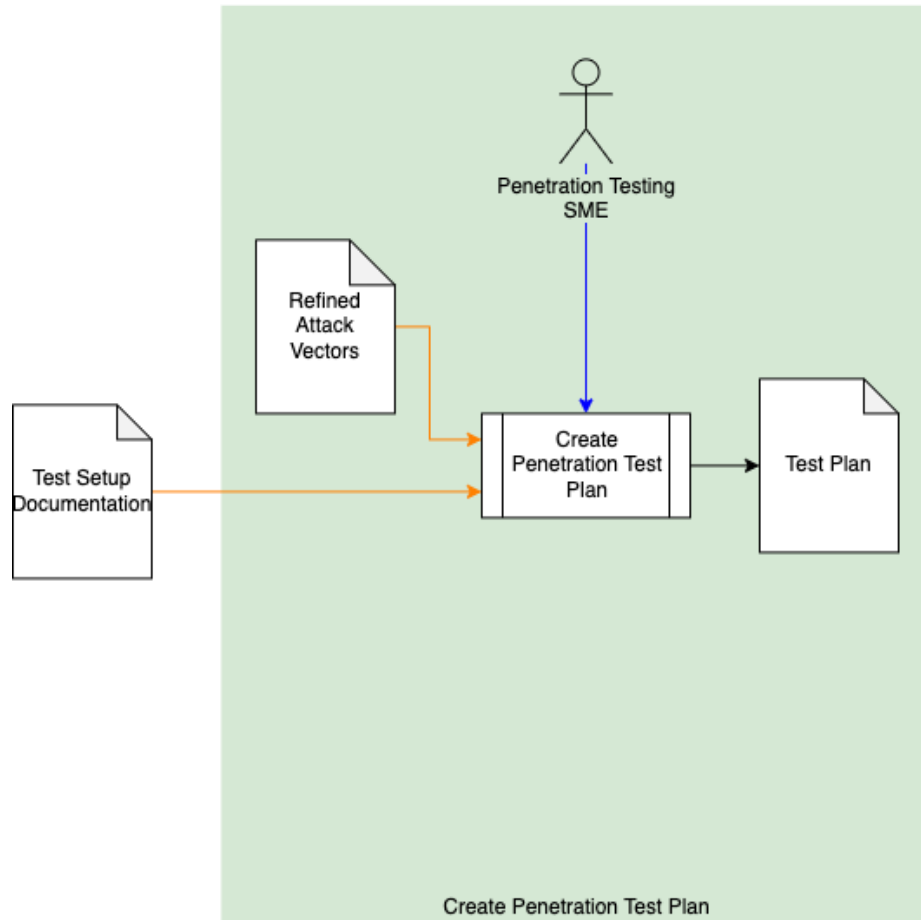 Penetration Testing
SME
Refined
Attack
Vectors
Test Setup
Documentation
Create
Penetration Test
Plan
Test Plan
Create Penetration Test Plan